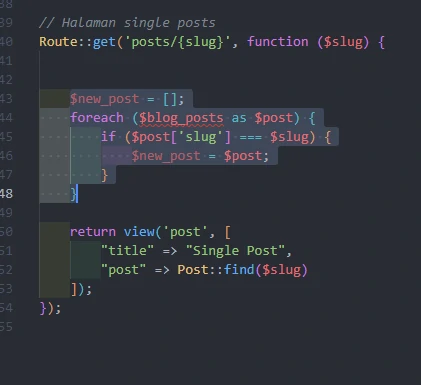 38
39 // Halaman single posts
40 Route::get('posts/{slug}', function ($slug) {
41
42
43 $new_post = [];
44 foreach ($blog_posts as $post) {
45 if ($post['slug'] === $slug) {
46 $new_post = $post;
47 }
48 }
49
50 return view('post', [
51 "title" => "Single Post",
52 "post" => Post::find($slug)
53 ]);
54 });
55